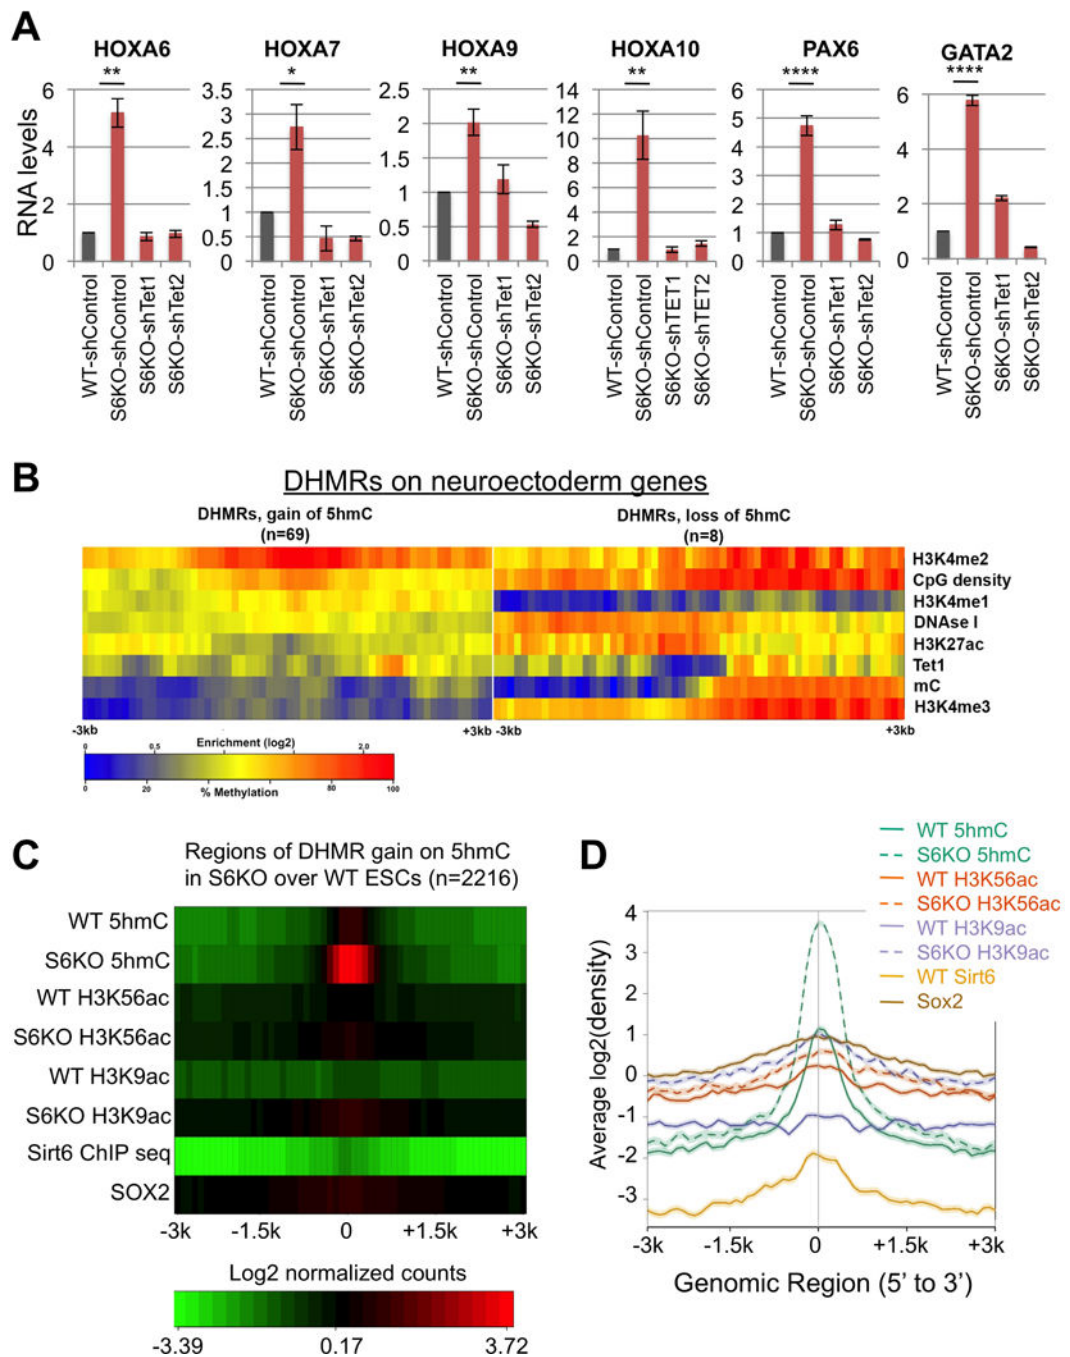 A
HOXA6
HOXA7
HOXA9
HOXA10
PAX6
GATA2
**
*
**
**
****
****
RNA levels
6
4
2
0
3.5
3
2.5
2
1.5
1
0.5
0
2.5
2
1.5
1
0.5
0
14
12
10
8
6
4
2
0
6
5
4
3
2
1
0
6
4
2
0
WT-shControl
S6KO-shControl
S6KO-shTet1
S6KO-shTet2
WT-shControl
S6KO-shControl
S6KO-shTet1
S6KO-shTet2
WT-shControl
S6KO-shControl
S6KO-shTet1
S6KO-shTet2
WT-shControl
S6KO-shControl
S6KO-shTET1
S6KO-shTET2
WT-shControl
S6KO-shControl
S6KO-shTet1
S6KO-shTet2
WT-shControl
S6KO-shControl
S6KO-shTet1
S6KO-shTet2
B
DHMRs on neuroectoderm genes
DHMRs, gain of 5hmC
(n=69)
DHMRs, loss of 5hmC
(n=8)
H3K4me2
CpG density
H3K4me1
DNAse I
H3K27ac
Tet1
mC
H3K4me3
-3kb
+3kb
-3kb
+3kb
0
0.5
Enrichment (log2)
2.0
0
20
% Methylation
80
100
C
Regions of DHMR gain on 5hmC
in S6KO over WT ESCs (n=2216)
WT 5hmC
S6KO 5hmC
WT H3K56ac
S6KO H3K56ac
WT H3K9ac
S6KO H3K9ac
Sirt6 ChIP seq
SOX2
-3k
-1.5k
0
+1.5k
+3k
Log2 normalized counts
-3.39
0.17
3.72
D
WT 5hmC
S6KO 5hmC
WT H3K56ac
S6KO H3K56ac
WT H3K9ac
S6KO H3K9ac
WT Sirt6
Sox2
Average log2(density)
4
3
2
1
0
-1
-2
-3
-3k
-1.5k
0
+1.5k
+3k
Genomic Region (5' to 3')